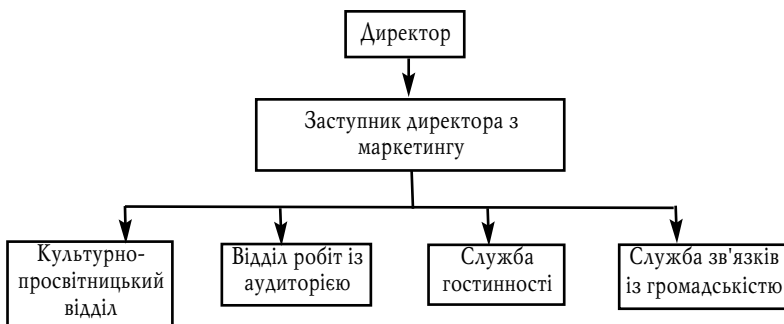 Директор
Заступник директора з
маркетингу
Культурно-
просвітницький
відділ
Відділ робіт із
аудиторією
Служба
гостинності
Служба зв'язків
із громадськістю